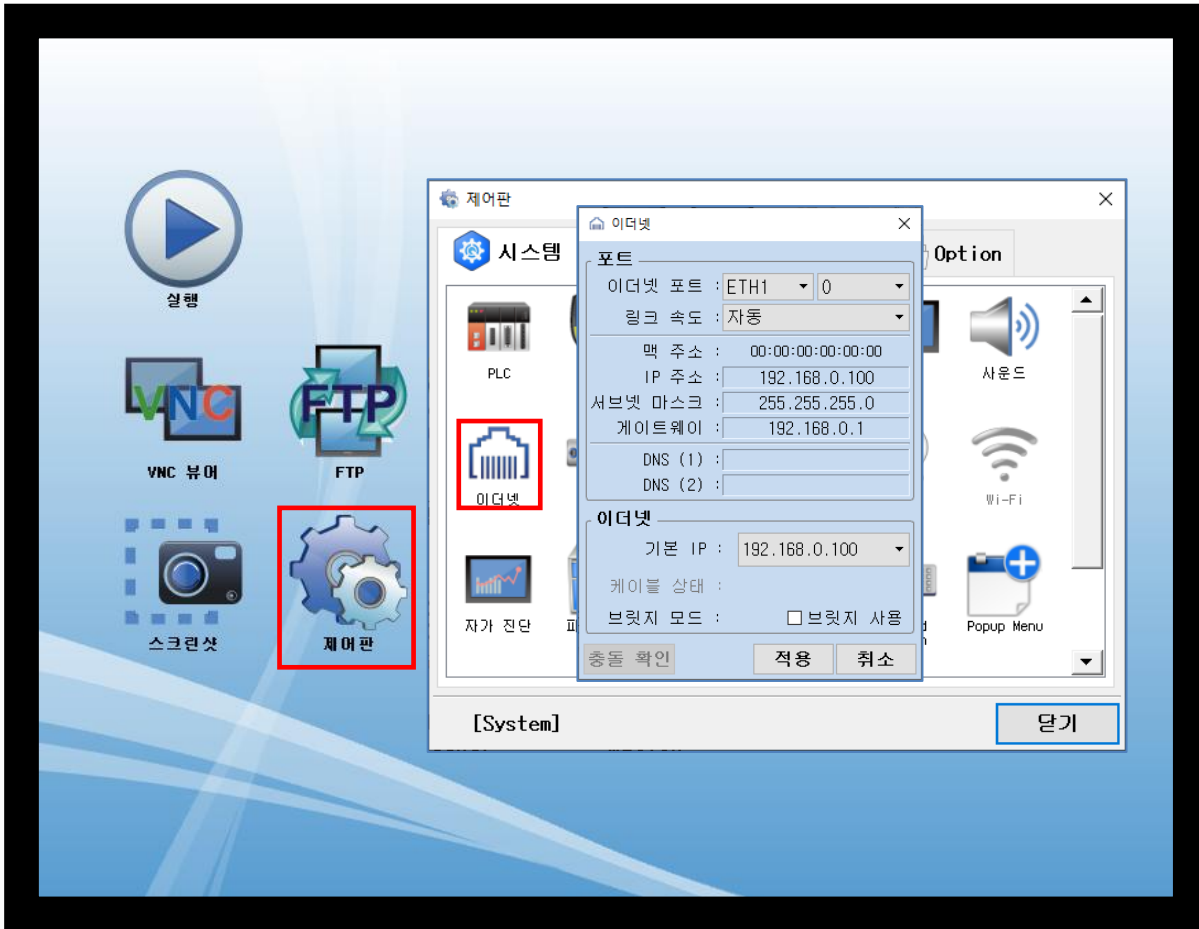 실행
VNC
VNC 뷰어
FTP
FTP
스크린샷
제어판
제어판
시스템
Option
PLC
사운드
이더넷
Wi-Fi
자가 진단
Popup Menu
[System]
닫기
이더넷
포트
이더넷 포트 : ETH1 0
링크 속도 : 자동
맥 주소 : 00:00:00:00:00:00
IP 주소 : 192.168.0.100
서브넷 마스크 : 255.255.255.0
게이트웨이 : 192.168.0.1
DNS (1) :
DNS (2) :
이더넷
기본 IP : 192.168.0.100
케이블 상태 :
브릿지 모드 : 브릿지 사용
충돌 확인 적용 취소